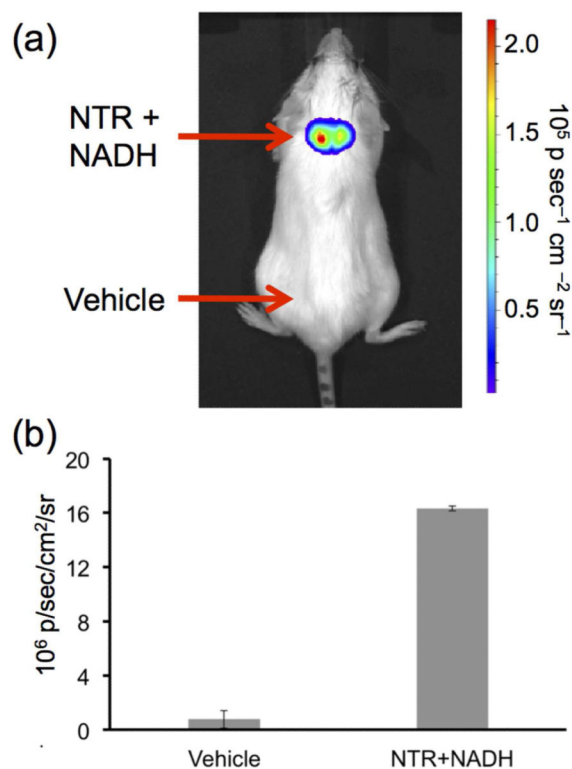 (a)
NTR +
NADH
Vehicle
2.0
1.5
1.0
0.5
10⁵ p sec⁻¹ cm ⁻² sr⁻¹
(b)
20
16
12
8
4
0
10⁶ p/sec/cm²/sr
Vehicle
NTR+NADH